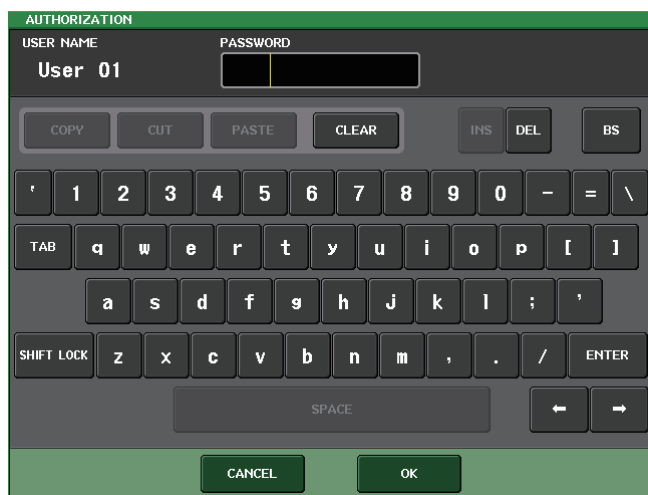 AUTHORIZATION
USER NAME PASSWORD
User 01
COPY CUT PASTE CLEAR INS DEL BS
' 1 2 3 4 5 6 7 8 9 0 - = \
TAB q w e r t y u i o p [ ]
a s d f g h j k l ; '
SHIFT LOCK z x c v b n m , . / ENTER
SPACE ← →
CANCEL OK